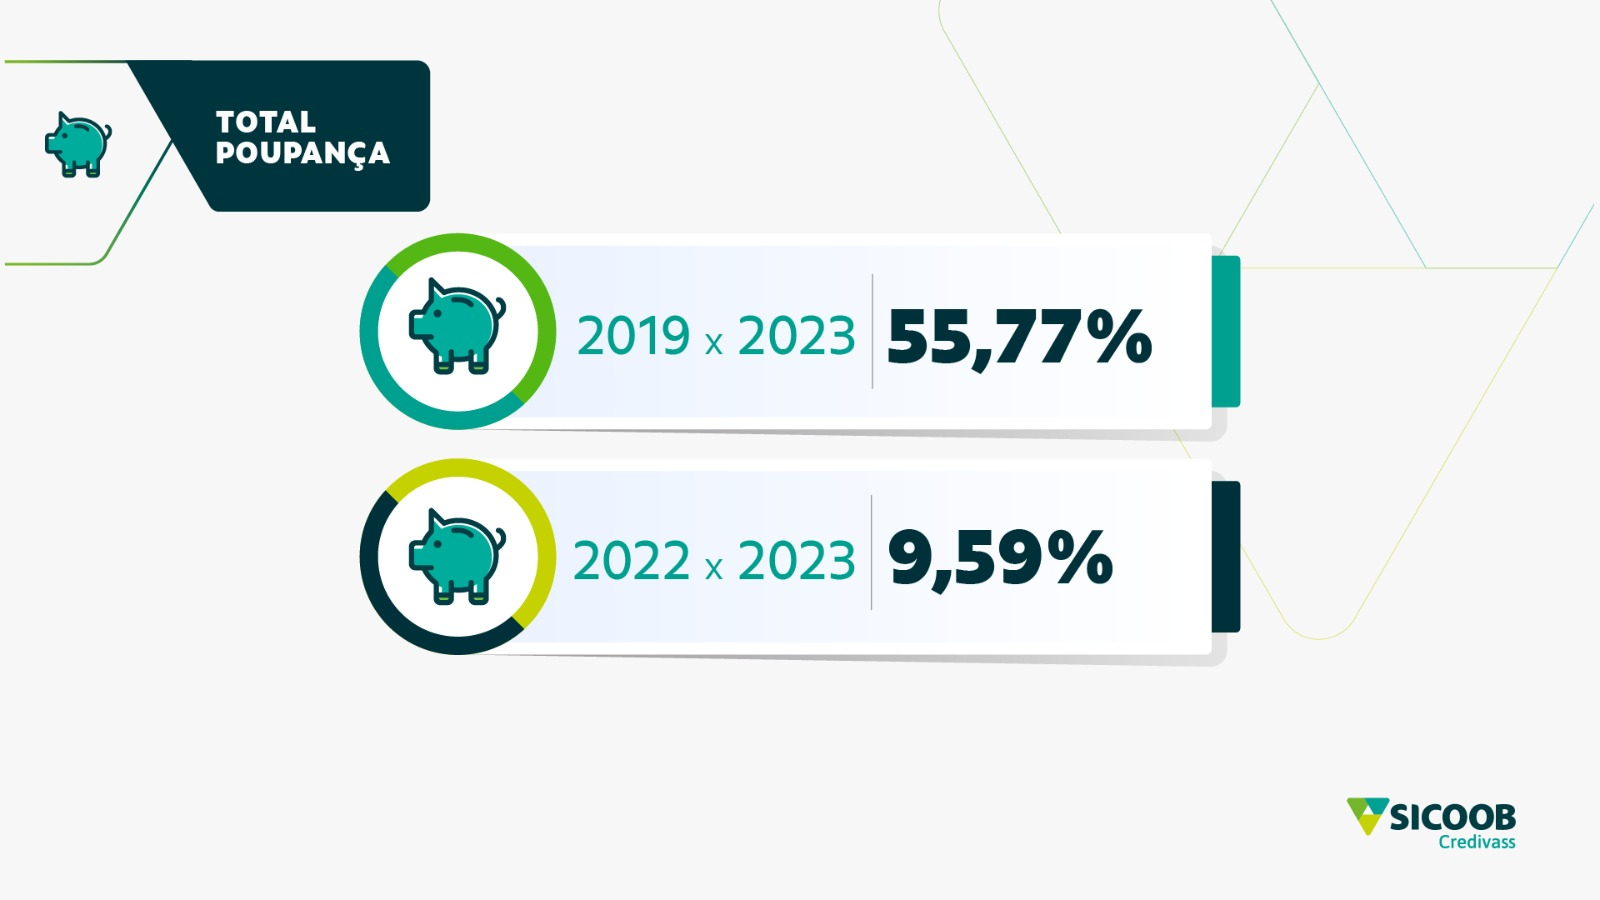 TOTAL
POUPANÇA
2019 x 2023 55,77%
2022 x 2023 9,59%
SICOOB
Credivass